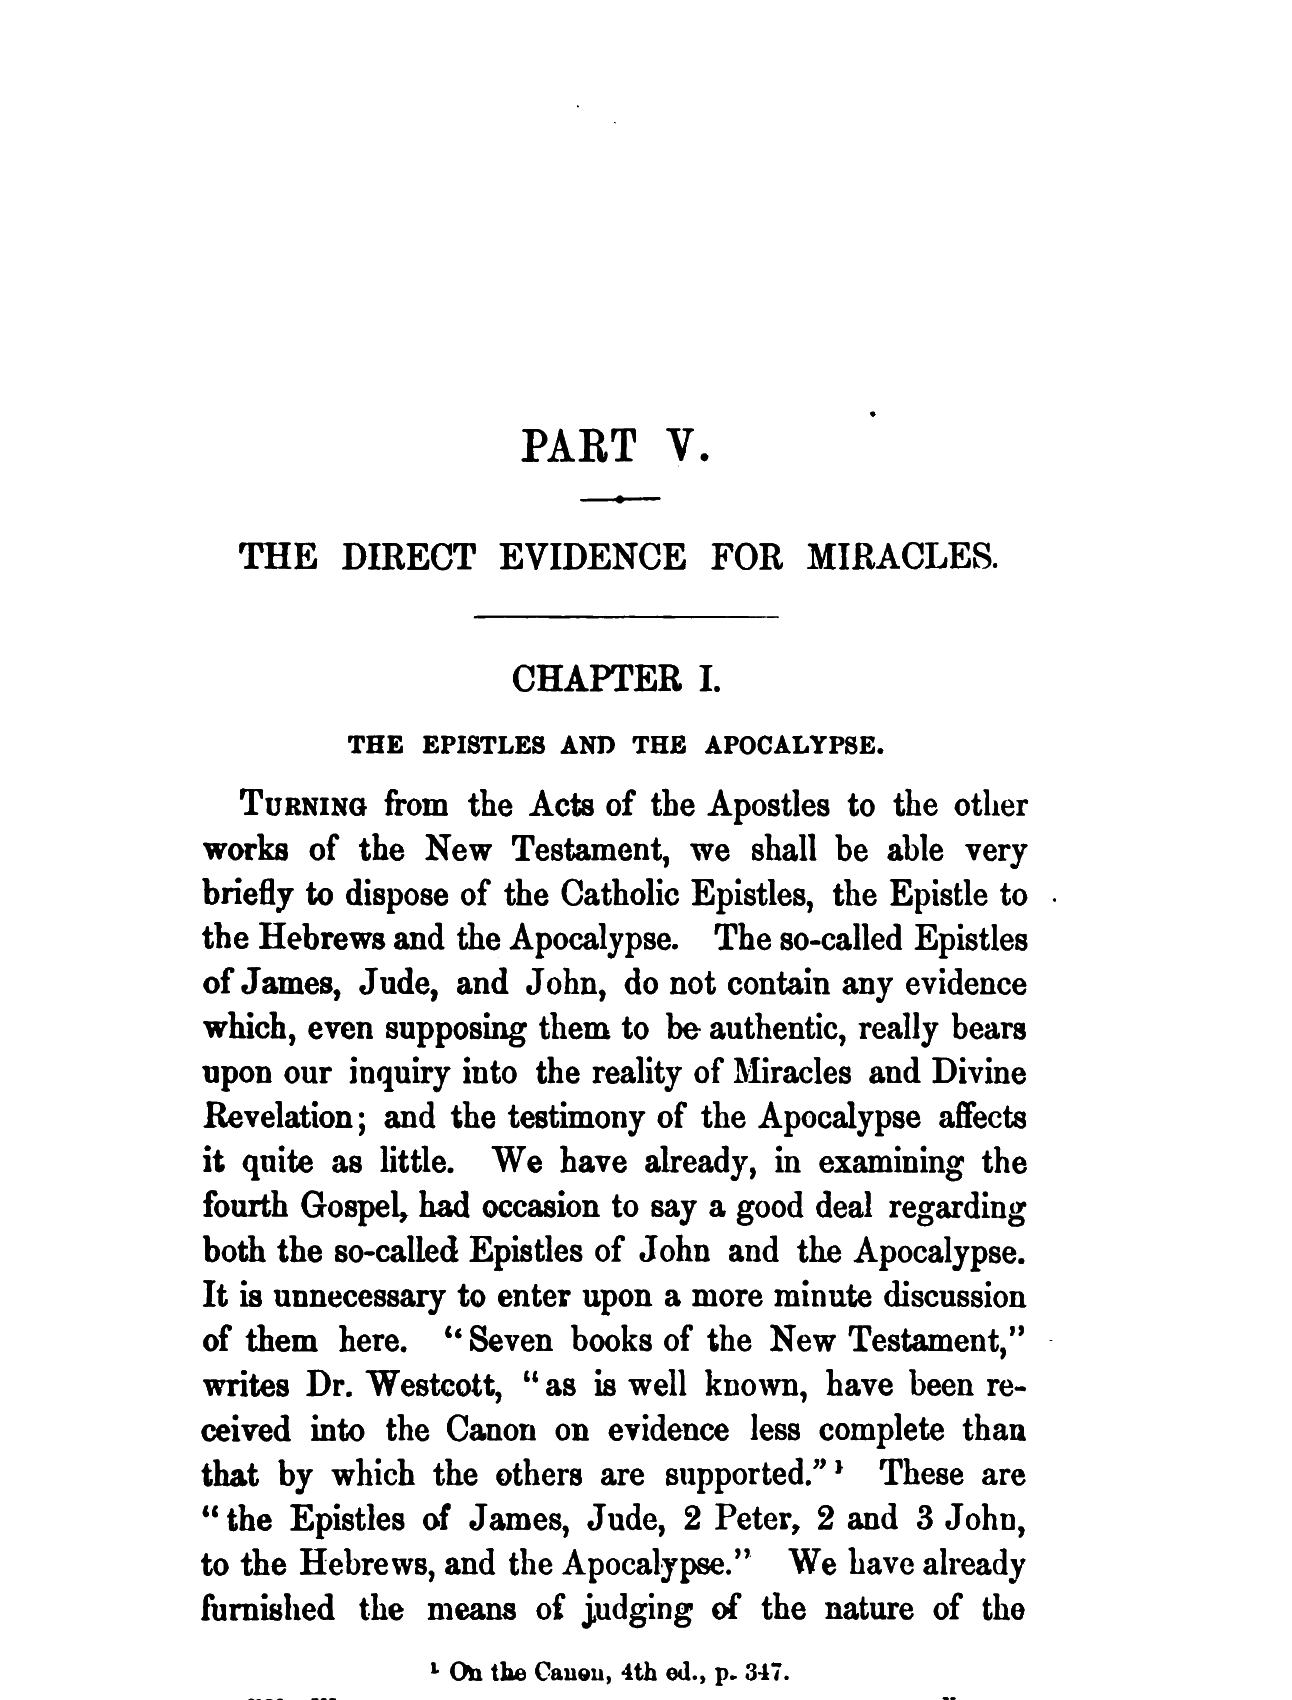 PART V.
THE DIRECT EVIDENCE FOR MIRACLES.
CHAPTER I.
THE EPISTLES AND THE APOCALYPSE.
TURNING from the Acts of the Apostles to the other
works of the New Testament, we shall be able very
briefly to dispose of the Catholic Epistles, the Epistle to
the Hebrews and the Apocalypse. The so-called Epistles
of James, Jude, and John, do not contain any evidence
which, even supposing them to be authentic, really bears
upon our inquiry into the reality of Miracles and Divine
Revelation; and the testimony of the Apocalypse affects
it quite as little. We have already, in examining the
fourth Gospel, had occasion to say a good deal regarding
both the so-called Epistles of John and the Apocalypse.
It is unnecessary to enter upon a more minute discussion
of them here. “Seven books of the New Testament,”
writes Dr. Westcott, “as is well known, have been re-
ceived into the Canon on evidence less complete than
that by which the others are supported.”¹ These are
“the Epistles of James, Jude, 2 Peter, 2 and 3 John,
to the Hebrews, and the Apocalypse.” We have already
furnished the means of judging of the nature of the
¹ On the Canon, 4th ed., p. 347.